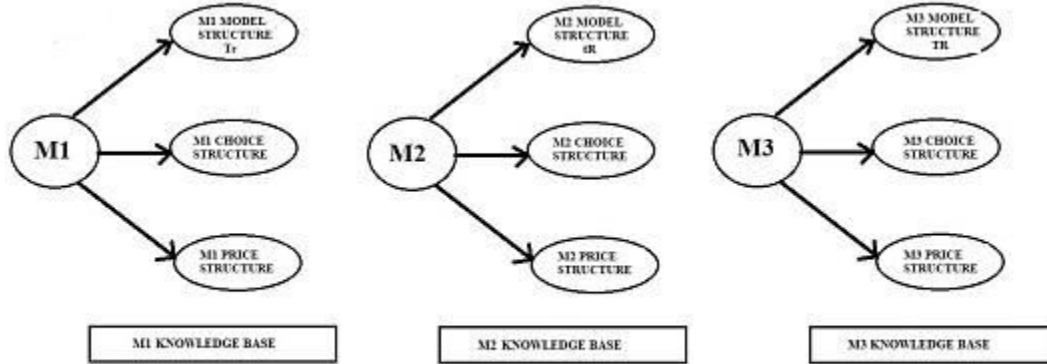 M1 MODEL
STRUCTURE
Tr
M1
M1 CHOICE
STRUCTURE
M1 PRICE
STRUCTURE
M1 KNOWLEDGE BASE
M2 MODEL
STRUCTURE
tR
M2
M2 CHOICE
STRUCTURE
M2 PRICE
STRUCTURE
M2 KNOWLEDGE BASE
M3 MODEL
STRUCTURE
TR
M3
M3 CHOICE
STRUCTURE
M3 PRICE
STRUCTURE
M3 KNOWLEDGE BASE